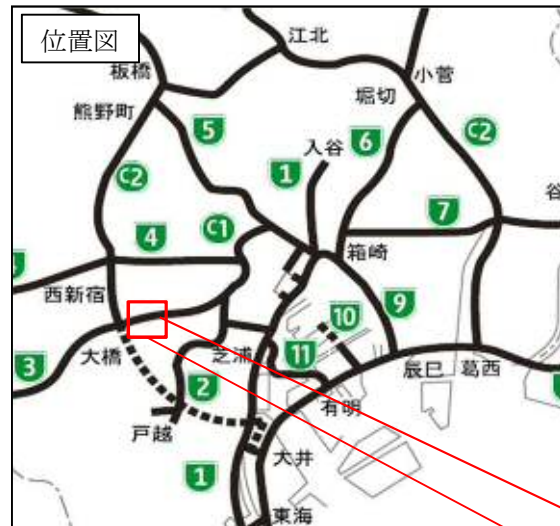 位置図
江北
板橋
小菅
熊野町
堀切
5
入谷
6
C2
1
C2
C1
7
谷
4
箱崎
西新宿
9
10
3
大橋
芝浦
11
2
辰巳
葛西
有明
戸越
大井
1
東海